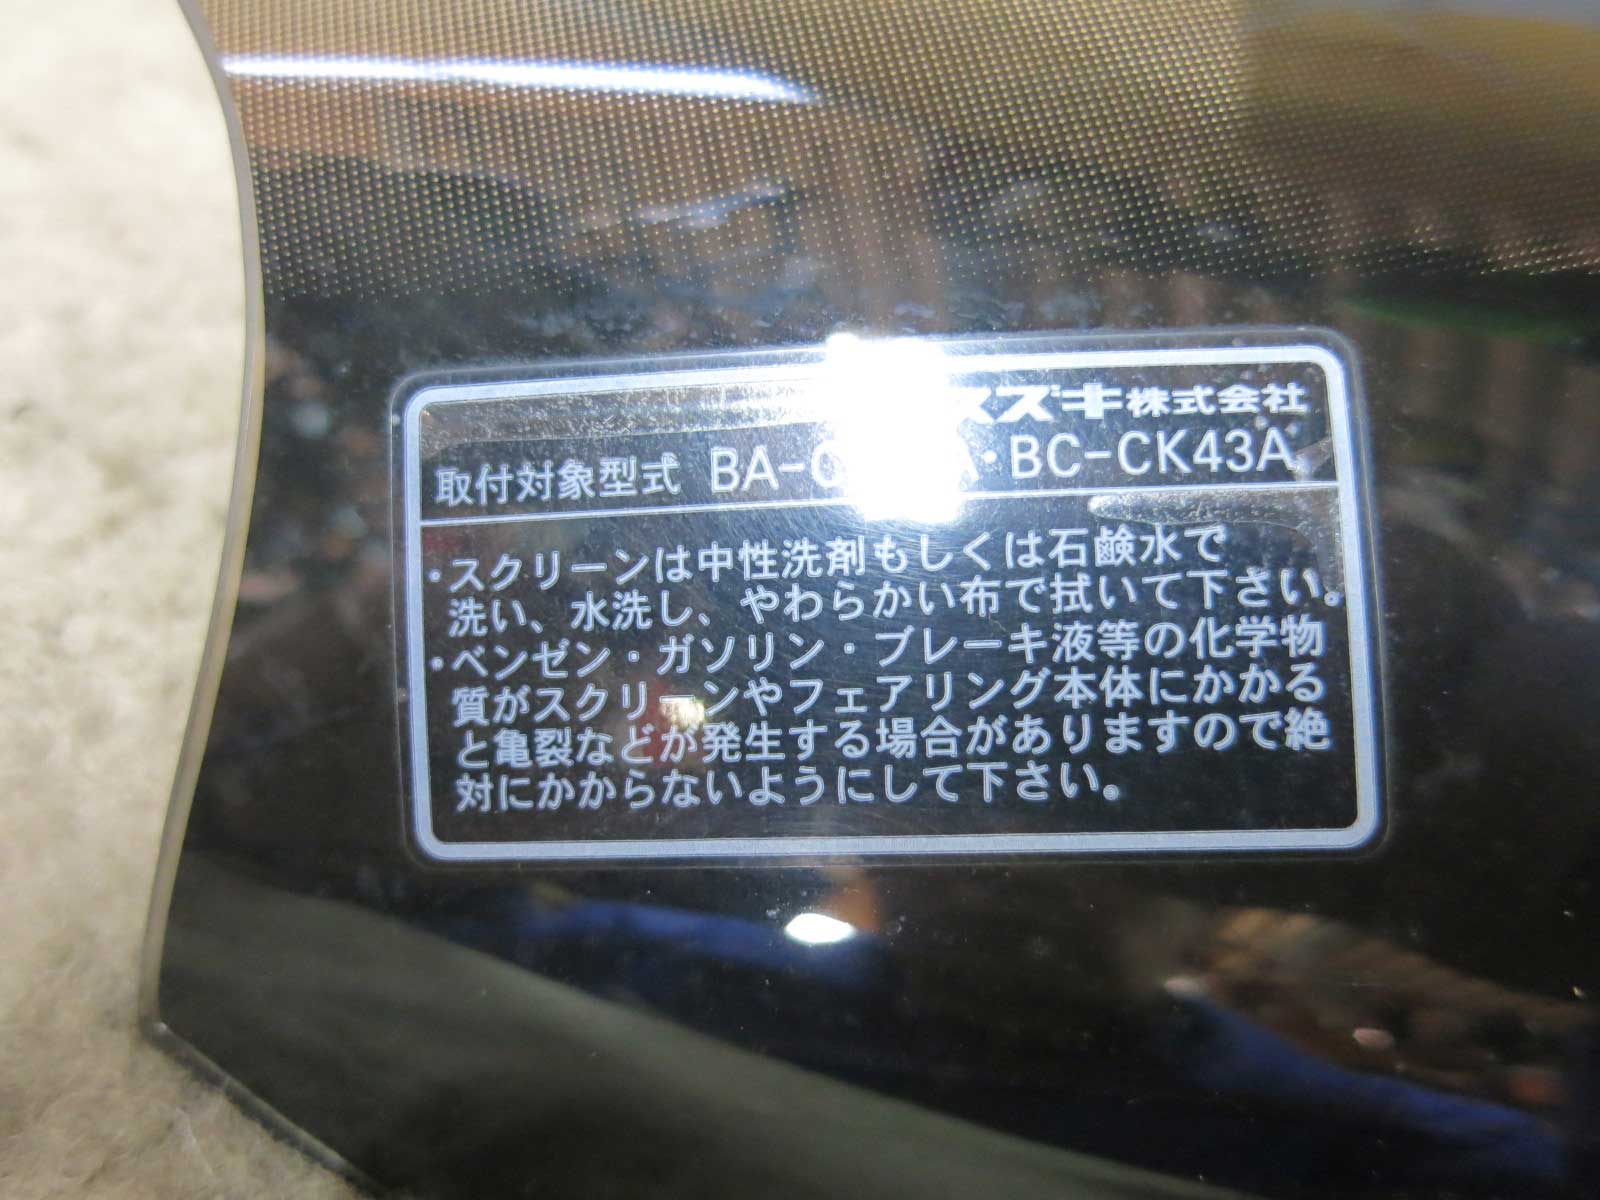 スズキ株式会社
取付対象型式 BA-C A・BC-CK43A
・スクリーンは中性洗剤もしくは石鹸水で
洗い、水洗し、やわらかい布で拭いて下さい。
・ベンゼン・ガソリン・ブレーキ液等の化学物
質がスクリーンやフェアリング本体にかかる
と亀裂などが発生する場合がありますので絶
対にかからないようにして下さい。